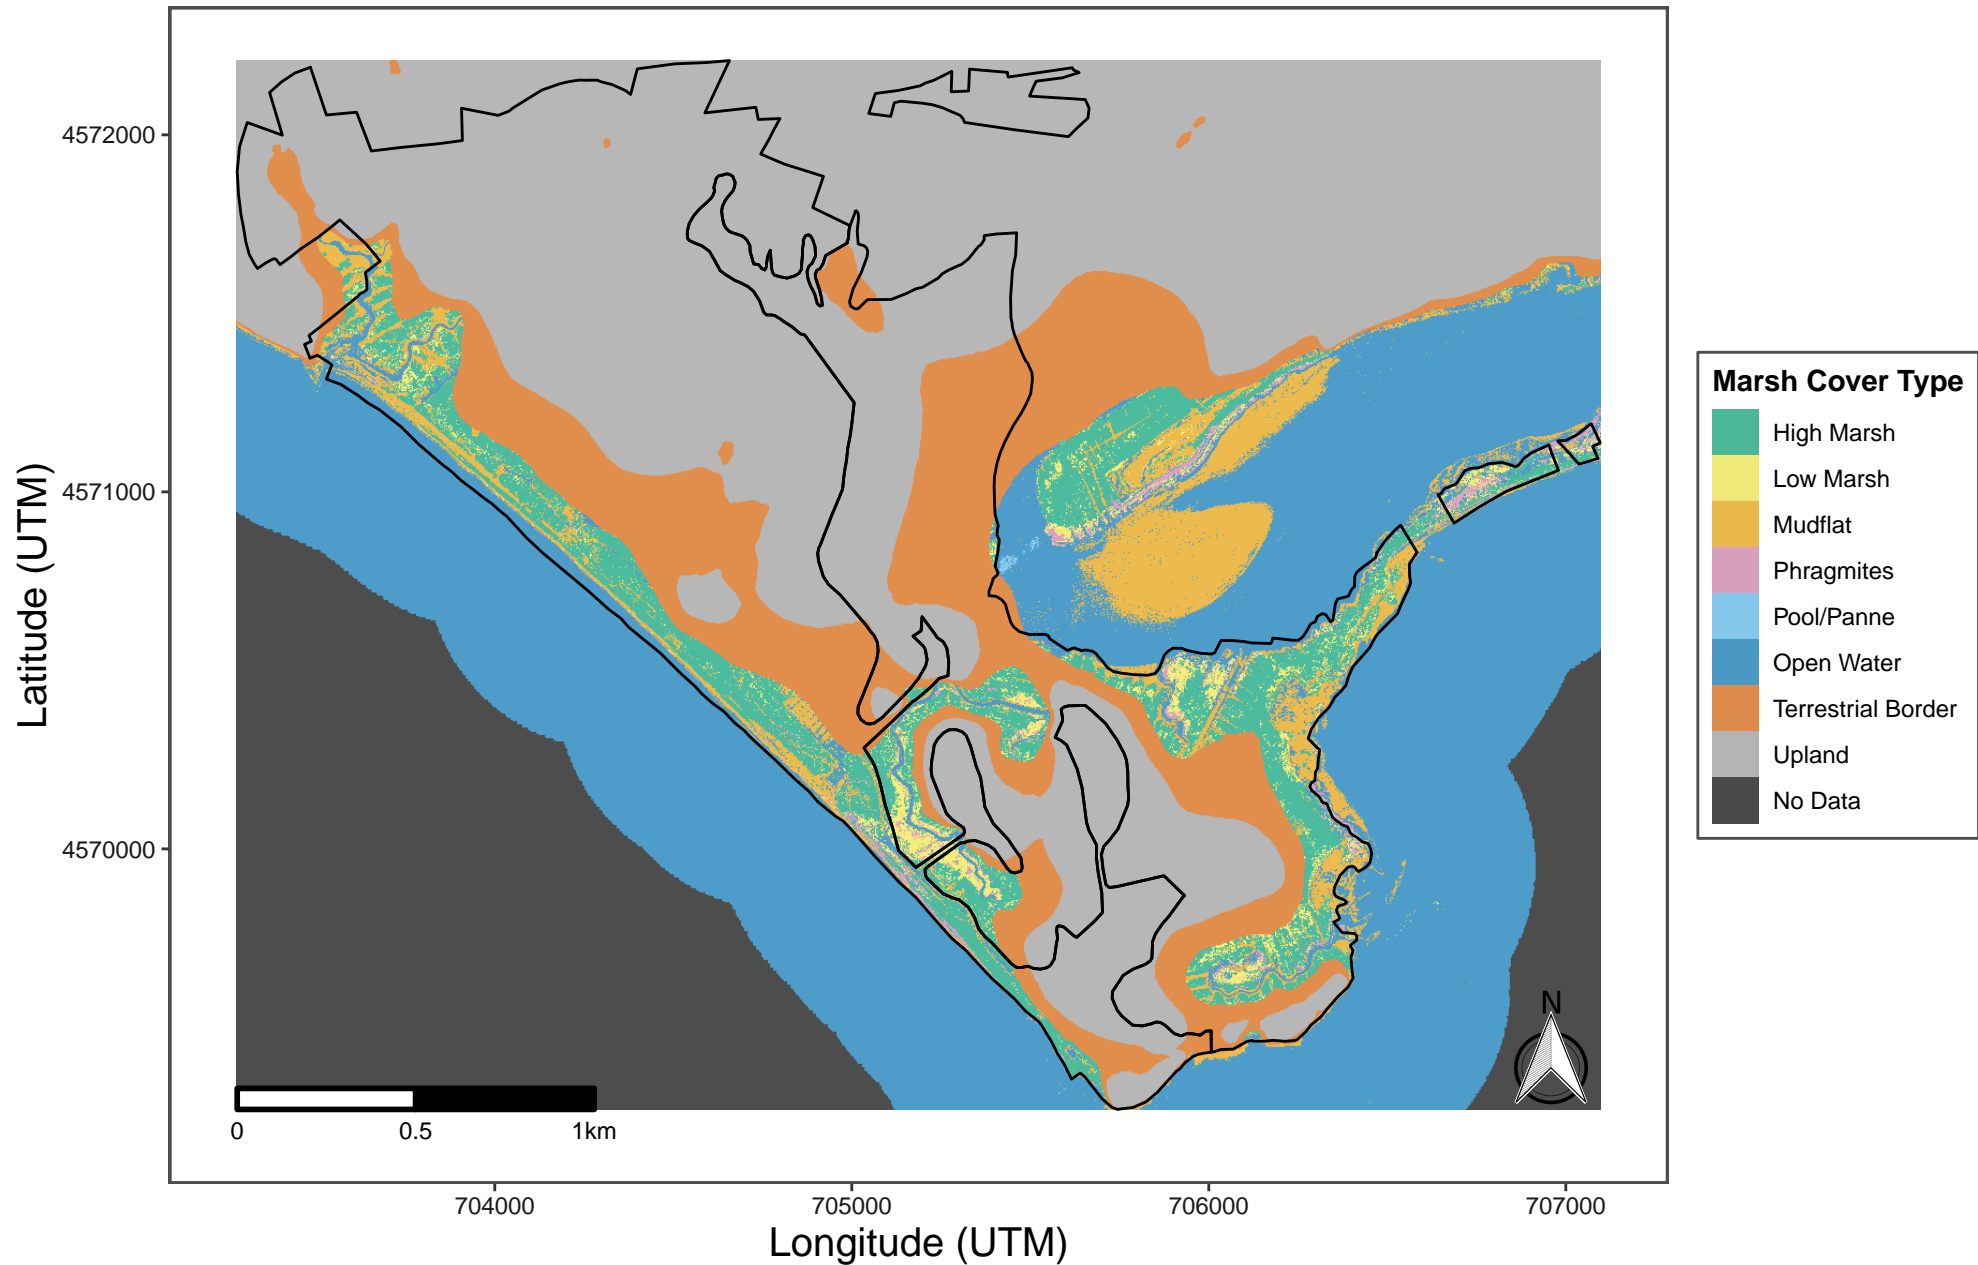 4572000
4571000
4570000
Latitude (UTM)
N
0
0.5
1km
704000
705000
706000
707000
Longitude (UTM)
Marsh Cover Type
High Marsh
Low Marsh
Mudflat
Phragmites
Pool/Panne
Open Water
Terrestrial Border
Upland
No Data